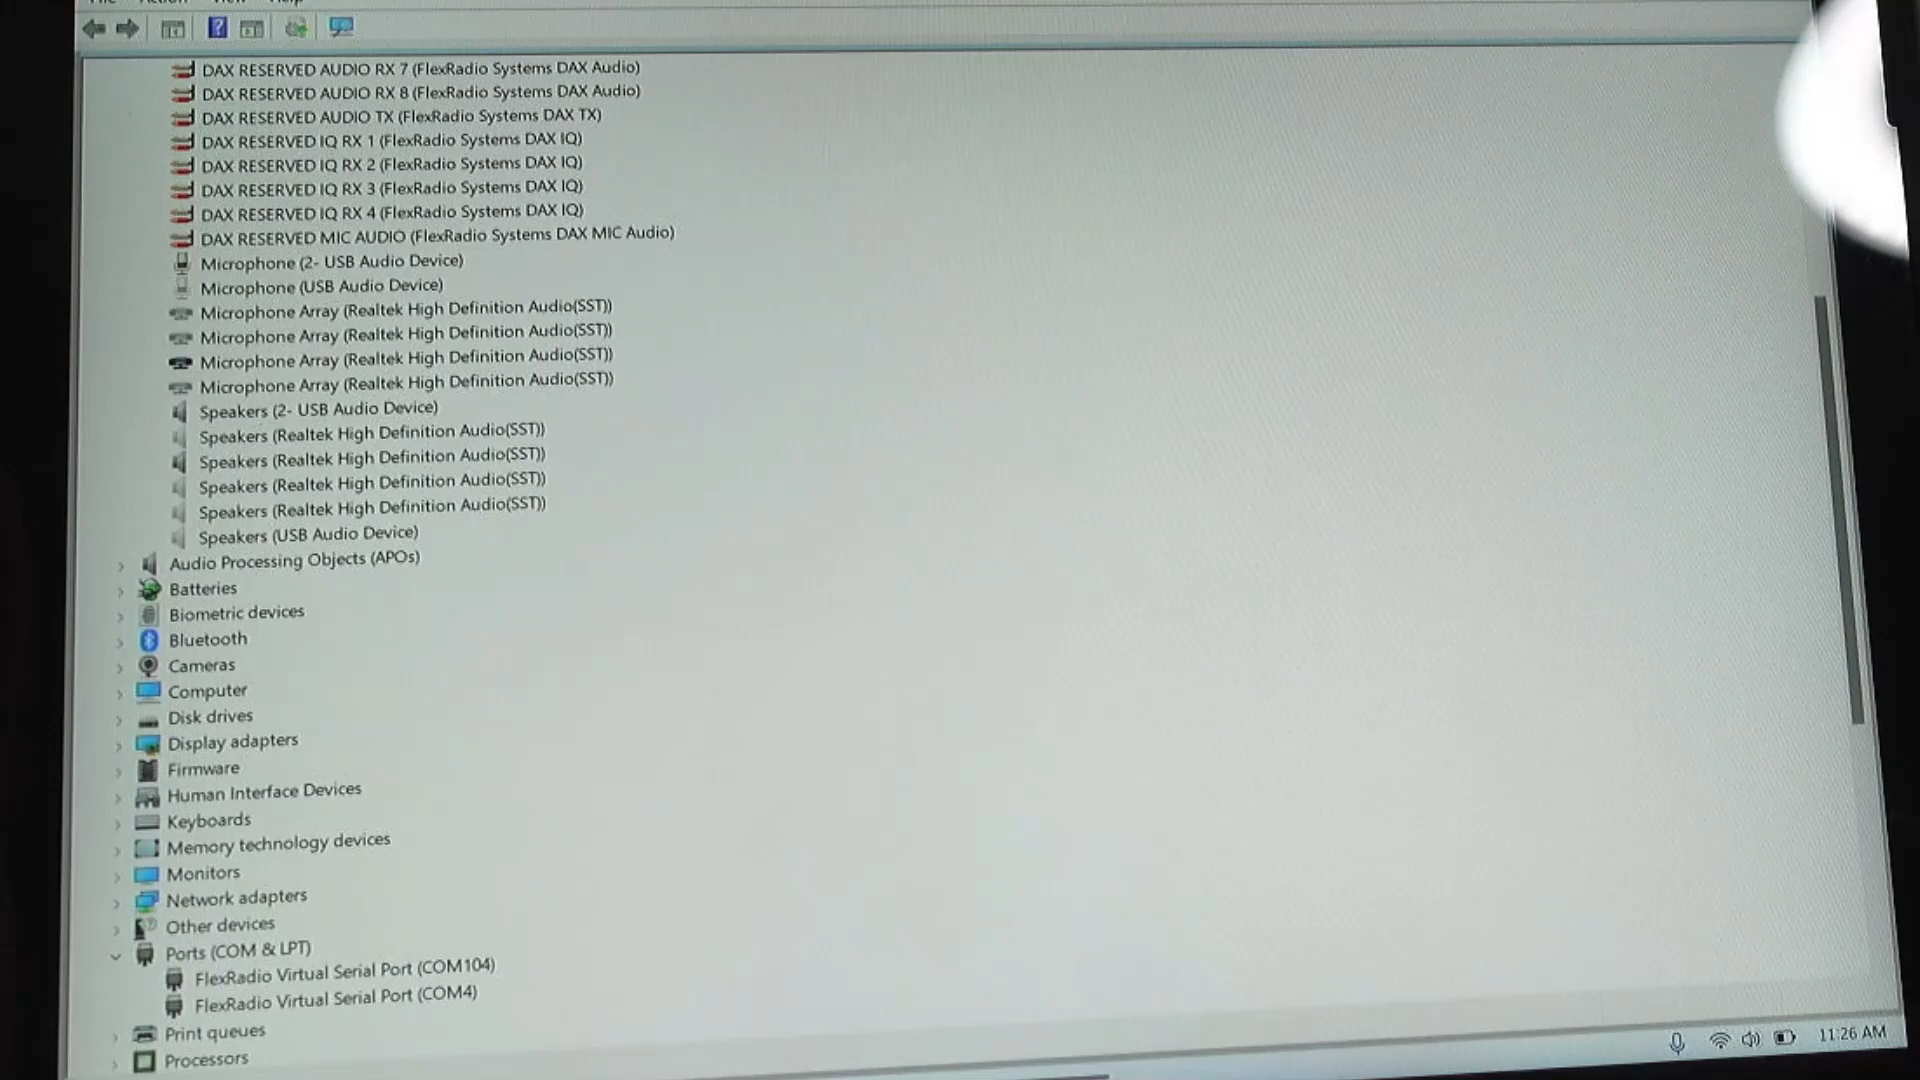 DAX RESERVED AUDIO RX 7 (FlexRadio Systems DAX Audio)
DAX RESERVED AUDIO RX 8 (FlexRadio Systems DAX Audio)
DAX RESERVED AUDIO TX (FlexRadio Systems DAX TX)
DAX RESERVED IQ RX 1 (FlexRadio Systems DAX IQ)
DAX RESERVED IQ RX 2 (FlexRadio Systems DAX IQ)
DAX RESERVED IQ RX 3 (FlexRadio Systems DAX IQ)
DAX RESERVED IQ RX 4 (FlexRadio Systems DAX IQ)
DAX RESERVED MIC AUDIO (FlexRadio Systems DAX MIC Audio)
Microphone (2- USB Audio Device)
Microphone (USB Audio Device)
Microphone Array (Realtek High Definition Audio(SST))
Microphone Array (Realtek High Definition Audio(SST))
Microphone Array (Realtek High Definition Audio(SST))
Microphone Array (Realtek High Definition Audio(SST))
Speakers (2- USB Audio Device)
Speakers (Realtek High Definition Audio(SST))
Speakers (Realtek High Definition Audio(SST))
Speakers (Realtek High Definition Audio(SST))
Speakers (Realtek High Definition Audio(SST))
Speakers (USB Audio Device)
Audio Processing Objects (APOs)
Batteries
Biometric devices
Bluetooth
Cameras
Computer
Disk drives
Display adapters
Firmware
Human Interface Devices
Keyboards
Memory technology devices
Monitors
Network adapters
Other devices
Ports (COM & LPT)
FlexRadio Virtual Serial Port (COM104)
FlexRadio Virtual Serial Port (COM4)
Print queues
Processors
11:26 AM